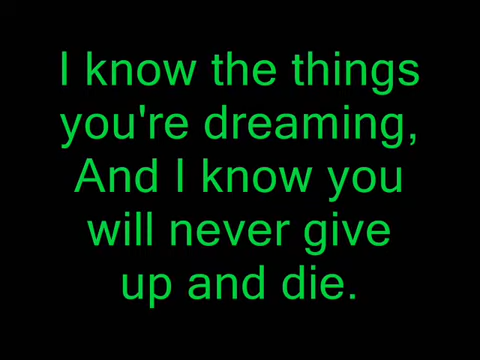 I know the things
you're dreaming,
And I know you
will never give
up and die.